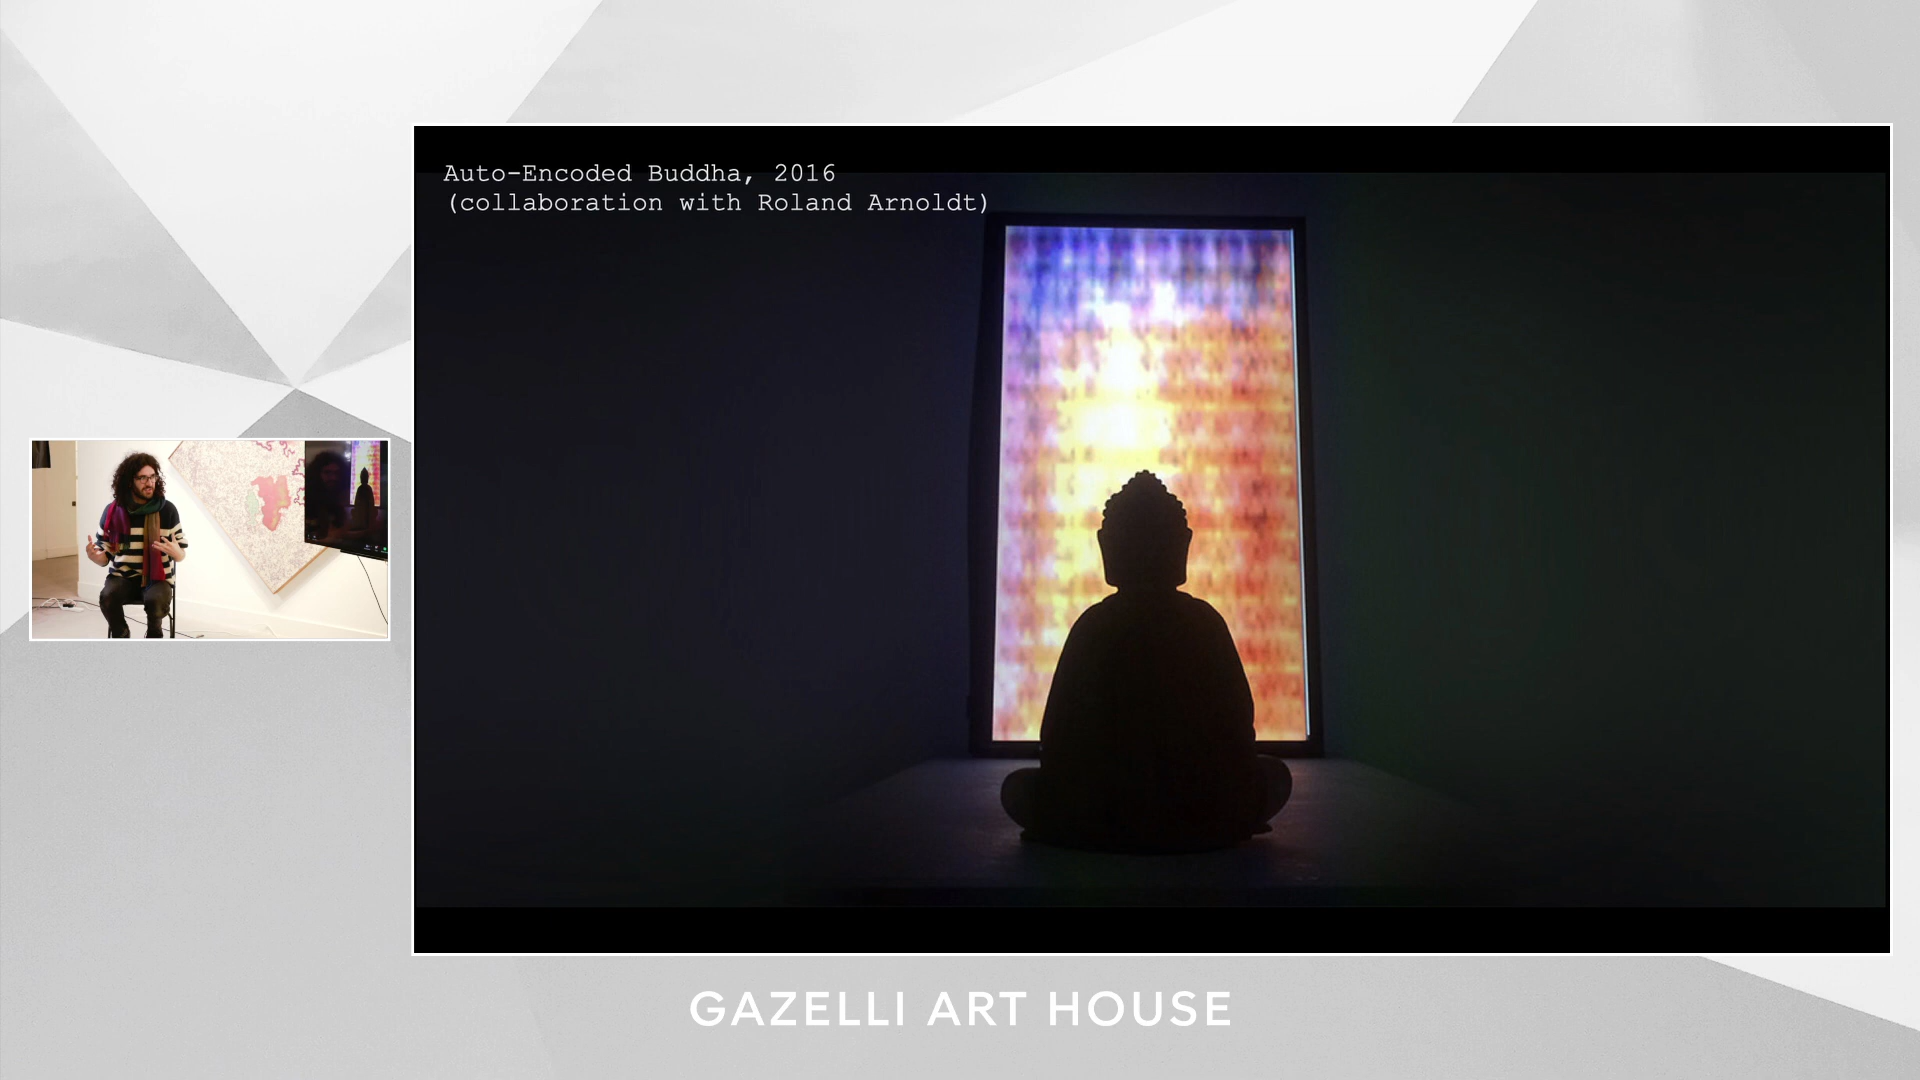 Auto-Encoded Buddha, 2016
(collaboration with Roland Arnoldt)
GAZELLI ART HOUSE